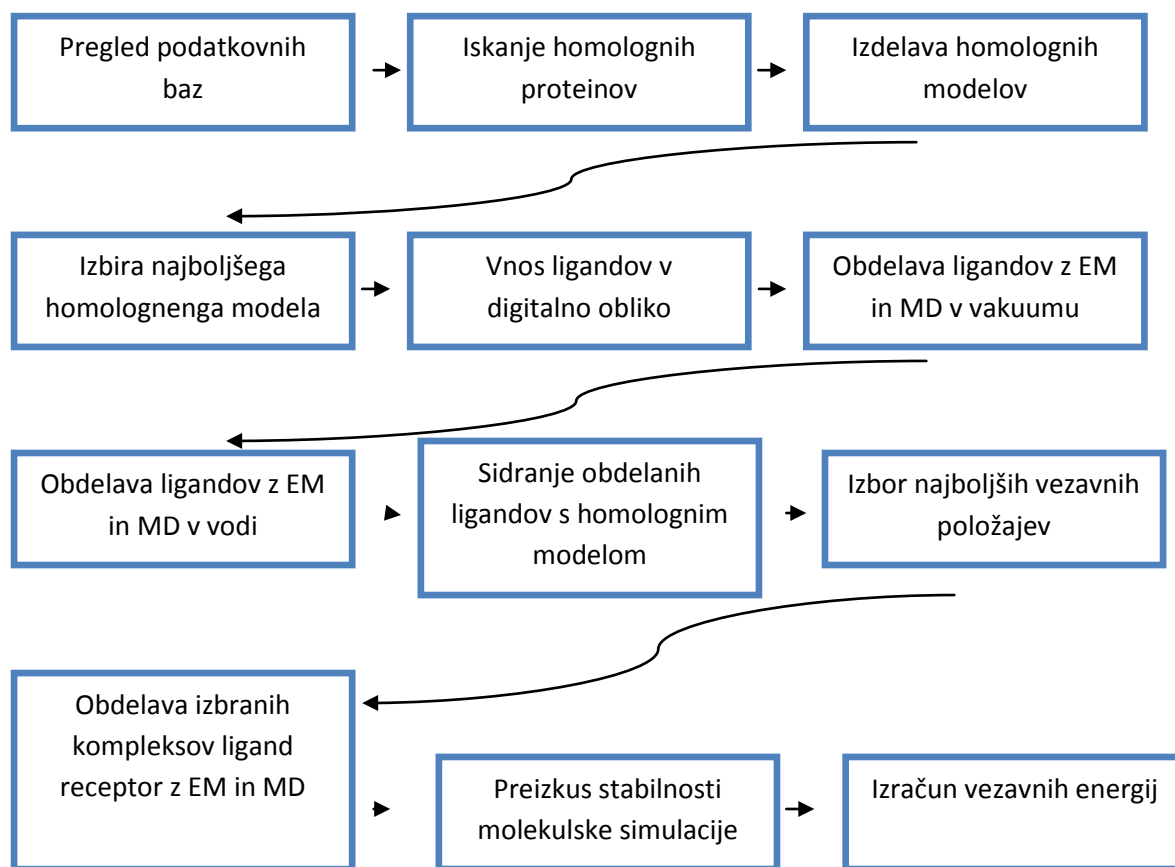 Pregled podatkovnih
baz
Iskanje homolognih
proteinov
Izdelava homolognih
modelov
Izbira najboljšega
homolognenga modela
Vnos ligandov v
digitalno obliko
Obdelava ligandov z EM
in MD v vakuumu
Obdelava ligandov z EM
in MD v vodi
Sidranje obdelanih
ligandov s homolognim
modelom
Izbor najboljših vezavnih
položajev
Obdelava izbranih
kompleksov ligand
receptor z EM in MD
Preizkus stabilnosti
molekulske simulacije
Izračun vezavnih energij